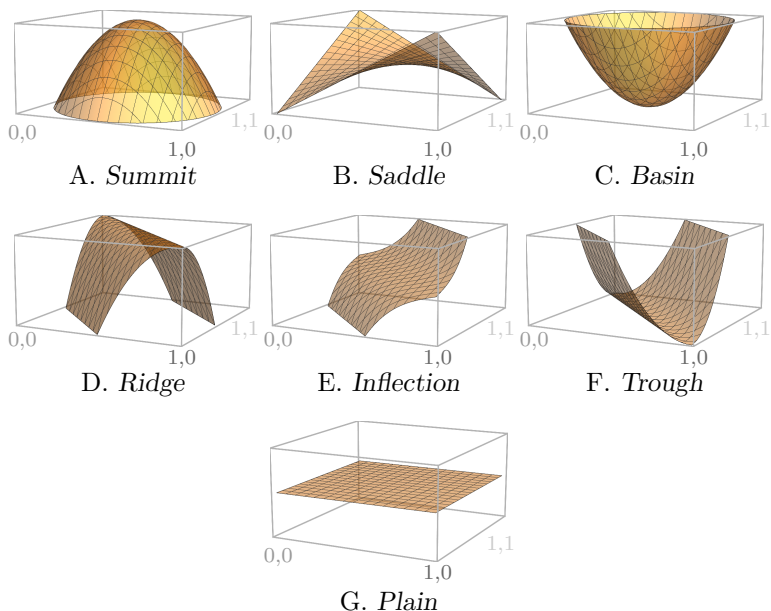 0,0 1,0 1,1 0,0 1,0 1,1 0,0 1,0 1,1
A. Summit B. Saddle C. Basin
0,0 1,0 1,1 0,0 1,0 1,1 0,0 1,0 1,1
D. Ridge E. Inflection F. Trough
0,0 1,0 1,1
G. Plain